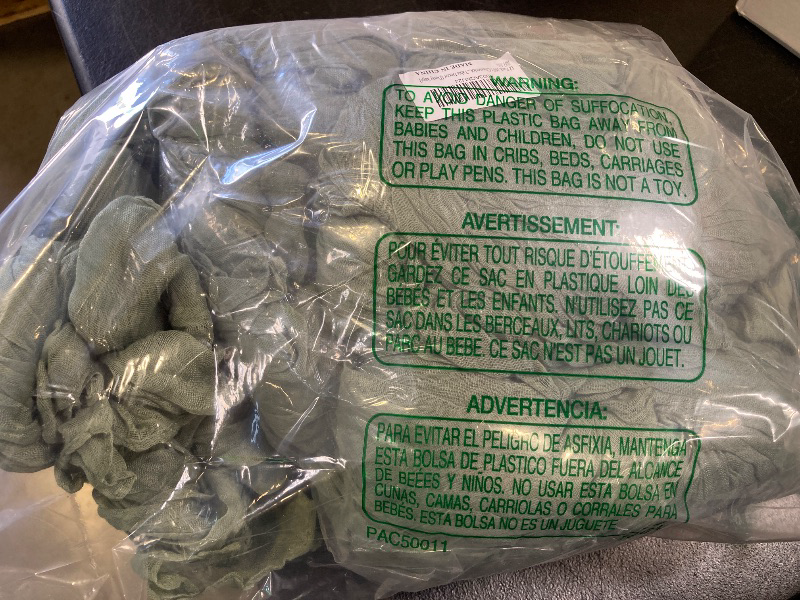 MADE IN CHINA
WARNING:
TO AVOID DANGER OF SUFFOCATION,
KEEP THIS PLASTIC BAG AWAY FROM
BABIES AND CHILDREN. DO NOT USE
THIS BAG IN CRIBS, BEDS, CARRIAGES
OR PLAY PENS. THIS BAG IS NOT A TOY.
AVERTISSEMENT:
POUR ÉVITER TOUT RISQUE D'ÉTOUFFEMENT
GARDEZ CE SAC EN PLASTIQUE LOIN DES
BEBÉS ET LES ENFANTS. N'UTILISEZ PAS CE
SAC DANS LES BERCEAUX, LITS, CHARIOTS OU
PARC AU BEBE. CE SAC N'EST PAS UN JOUET.
ADVERTENCIA:
PARA EVITAR EL PELIGRO DE ASFIXIA, MANTENGA
ESTA BOLSA DE PLASTICO FUERA DEL ALCANCE
DE BEBES Y NIÑOS. NO USAR ESTA BOLSA EN
CUNAS, CAMAS, CARRIOLAS O CORRALES PARA
BEBÉS. ESTA BOLSA NO ES UN JUGUETE
PAC50011